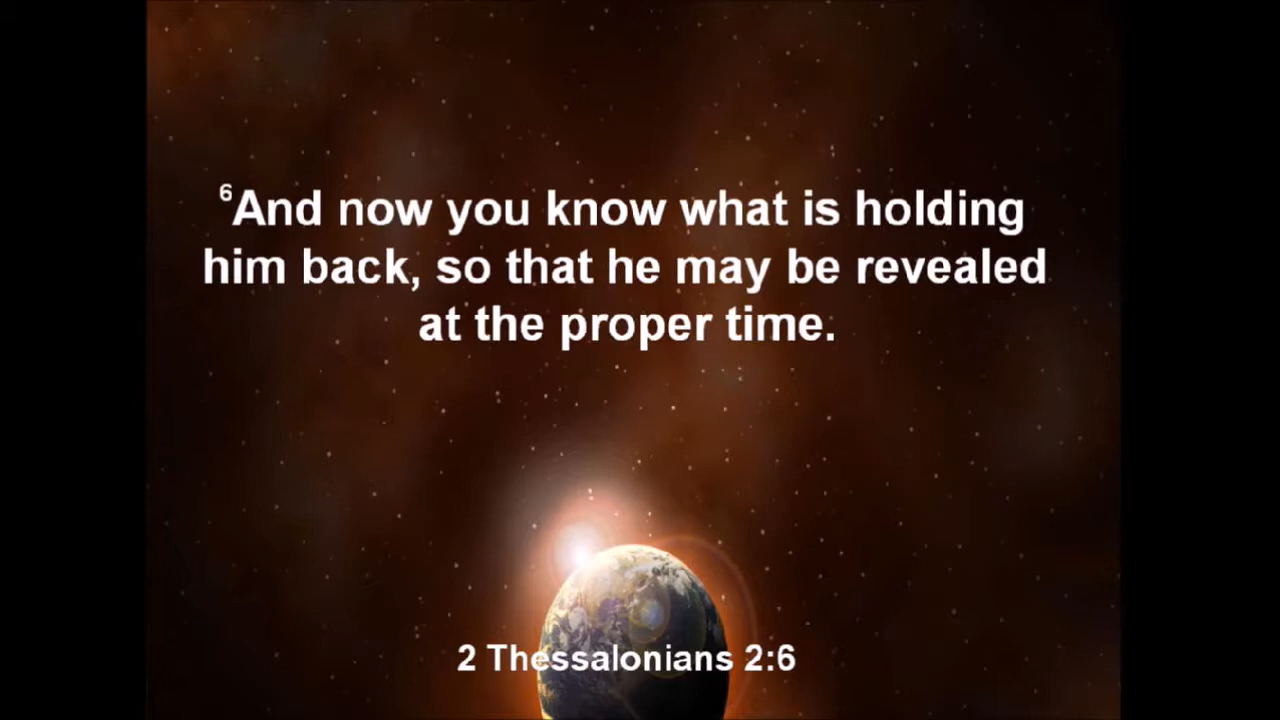 ⁶And now you know what is holding
him back, so that he may be revealed
at the proper time.
2 Thessalonians 2:6